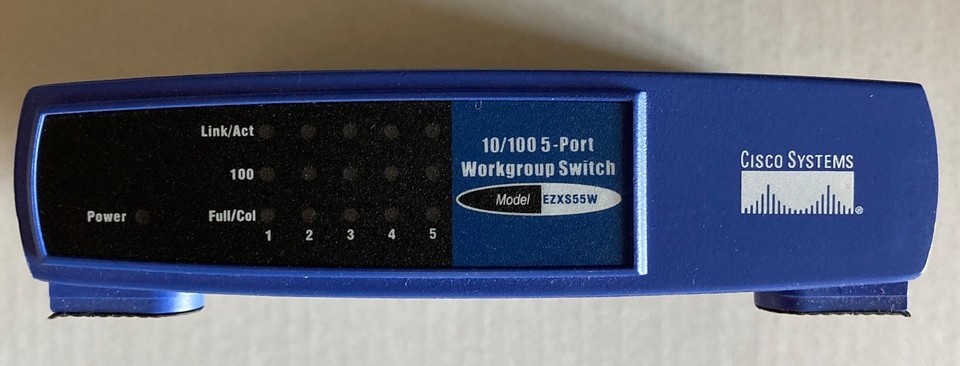 Link/Act
100
Power Full/Col
1 2 3 4 5
10/100 5-Port
Workgroup Switch
Model EZXS55W
CISCO SYSTEMS
®